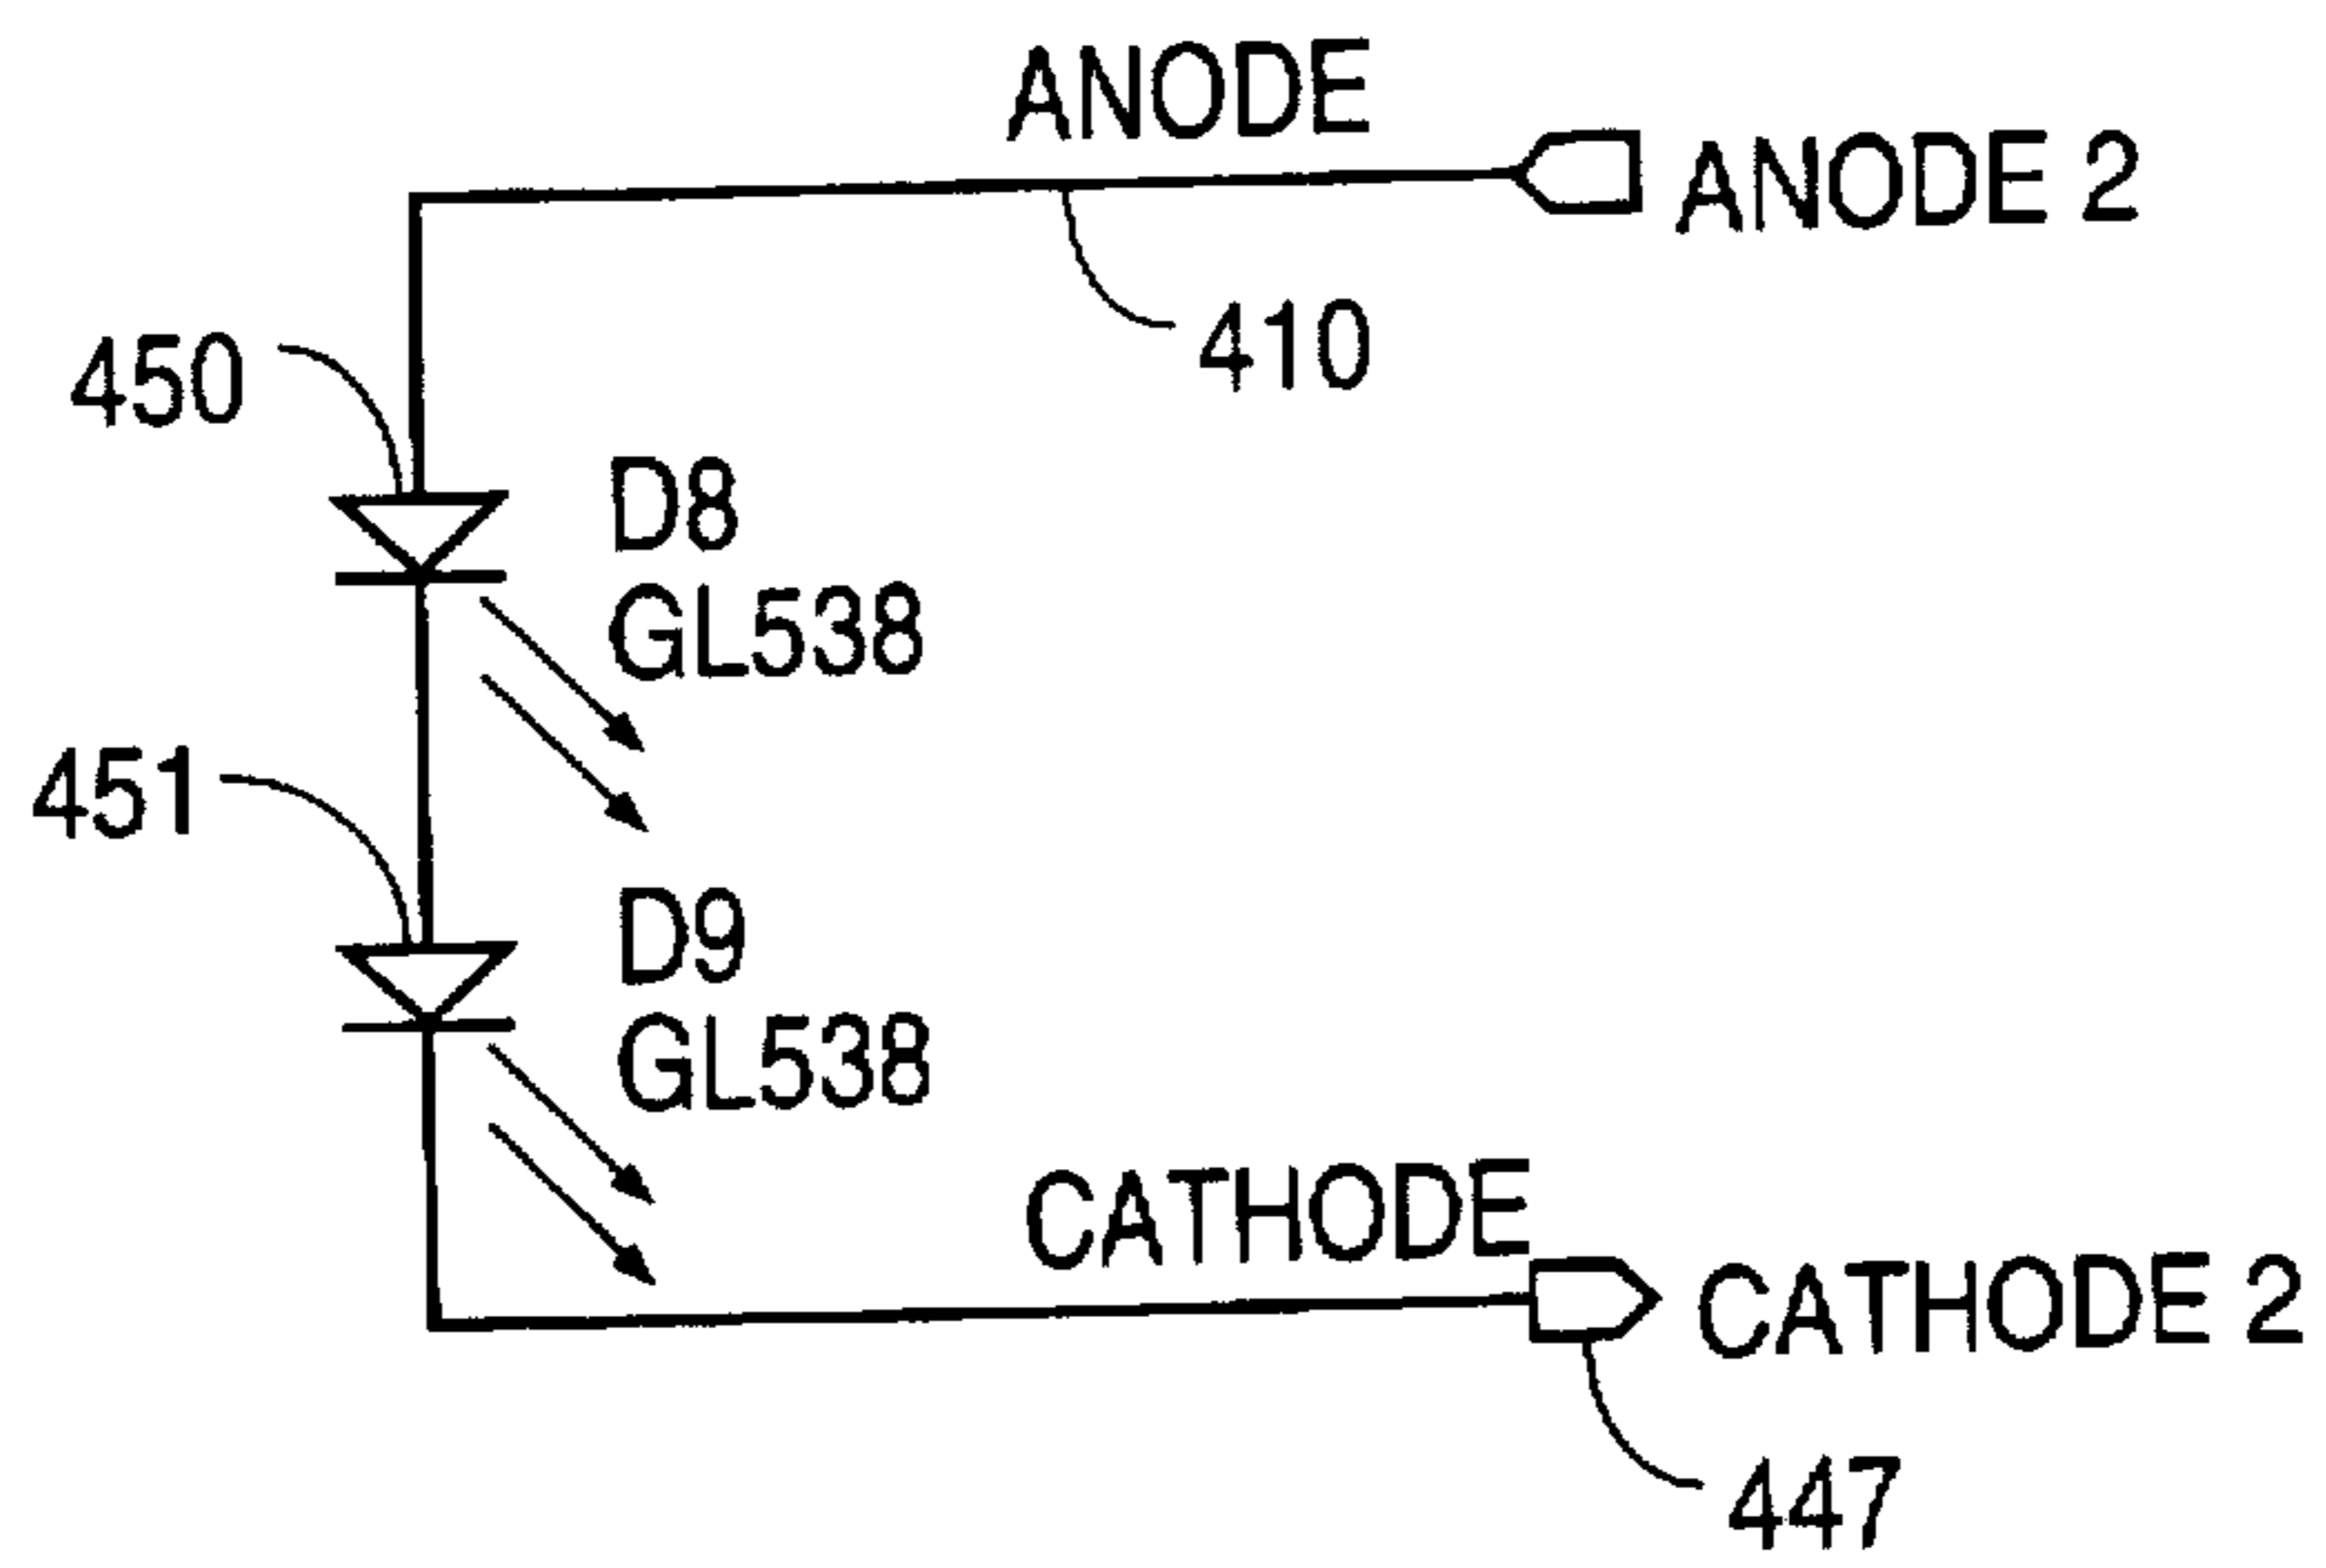 ANODE
ANODE 2
410
450
D8
GL538
451
D9
GL538
CATHODE
CATHODE 2
447